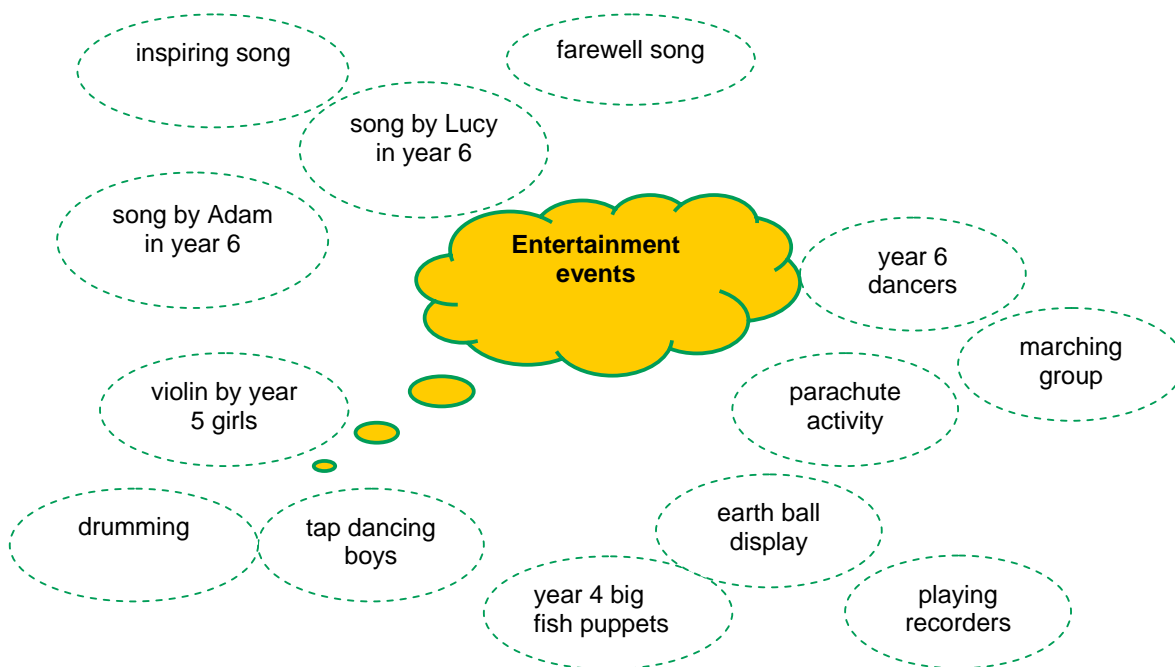 inspiring song
farewell song
song by Lucy
in year 6
song by Adam
in year 6
Entertainment
events
year 6
dancers
marching
group
violin by year
5 girls
parachute
activity
drumming
tap dancing
boys
earth ball
display
year 4 big
fish puppets
playing
recorders